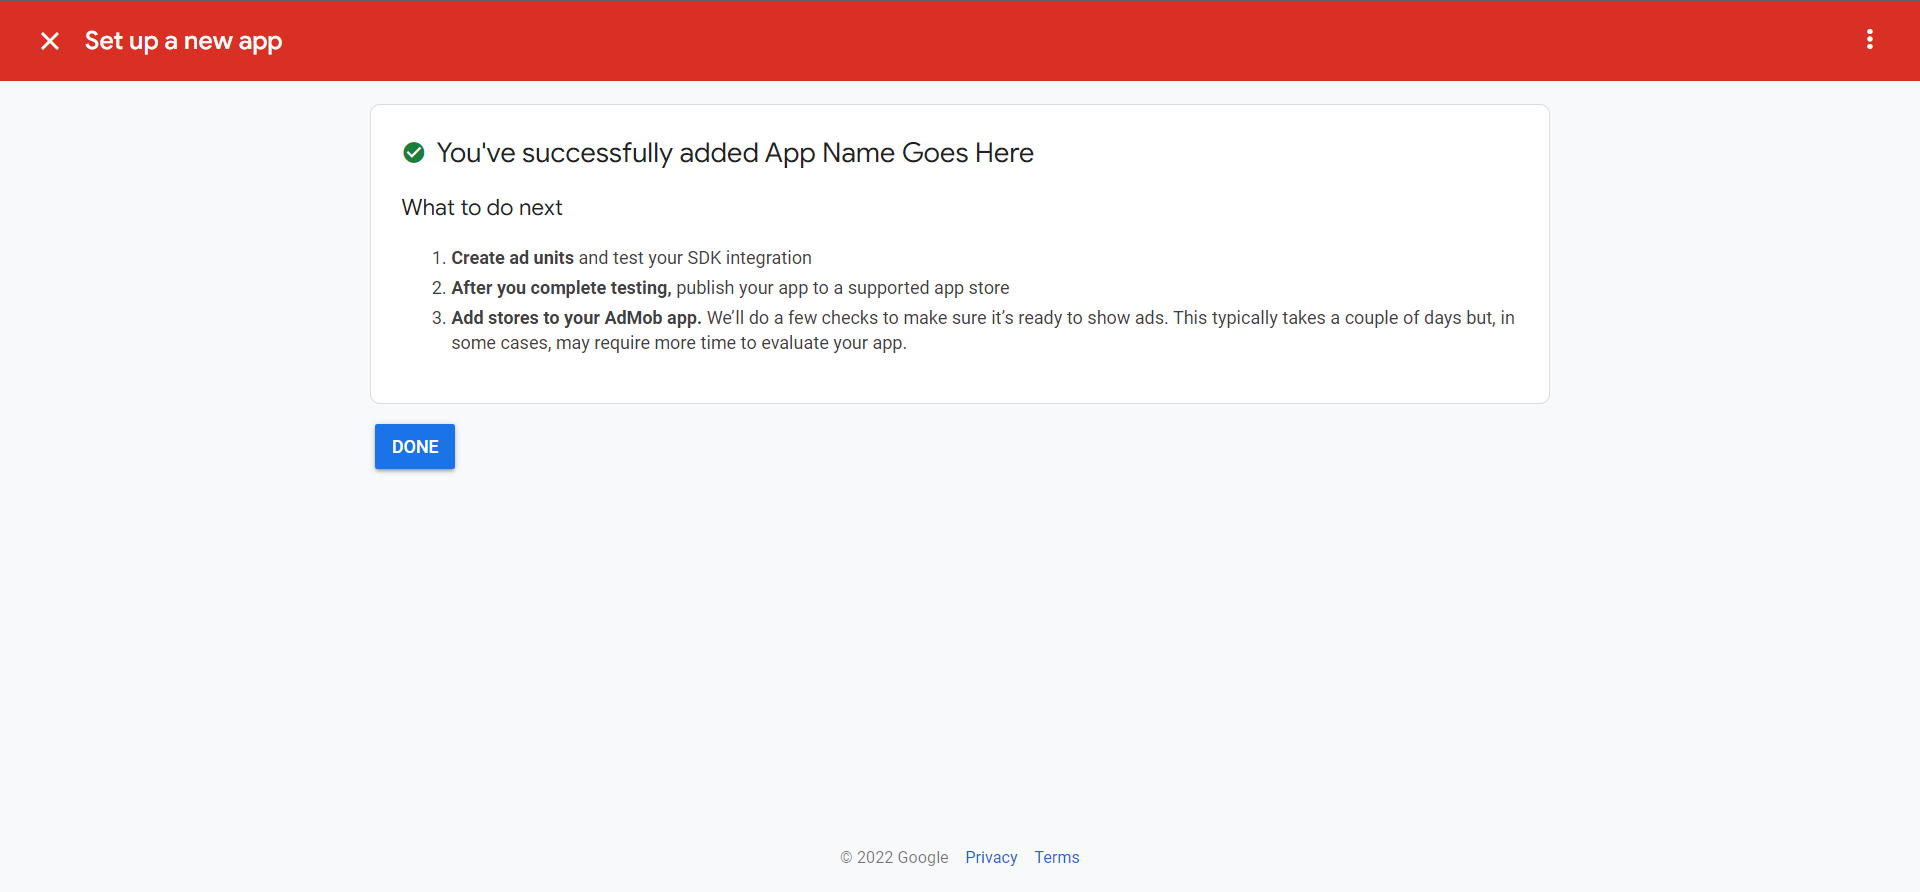 Set up a new app
You've successfully added App Name Goes Here
What to do next
1. Create ad units and test your SDK integration
2. After you complete testing, publish your app to a supported app store
3. Add stores to your AdMob app. We’ll do a few checks to make sure it’s ready to show ads. This typically takes a couple of days but, in
some cases, may require more time to evaluate your app.
DONE
© 2022 Google Privacy Terms